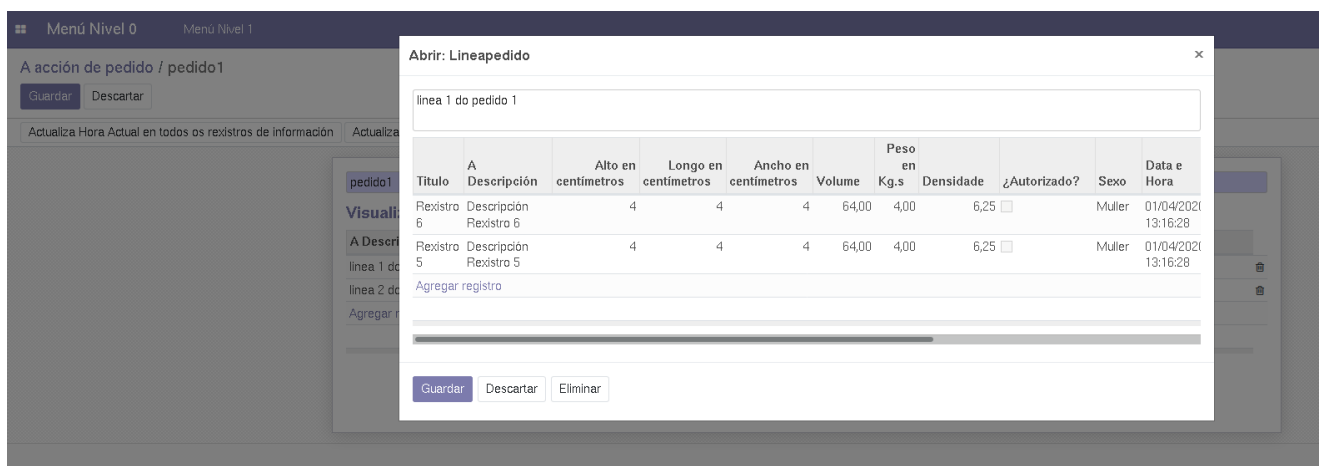 Menú Nivel 0 Menú Nivel 1
A acción de pedido / pedido1
Guardar Descartar
Actualiza Hora Actual en todos os rexistros de información Actualiza
pedido1
Visuali
A Descri
linea 1 do
linea 2 do
Agregar r
Abrir: Lineapedido ×
linea 1 do pedido 1
Titulo A Descripción Alto en centímetros Longo en centímetros Ancho en centímetros Volume Peso en Kg.s Densidade ¿Autorizado? Sexo Data e Hora
Rexistro 6 Descripción Rexistro 6 4 4 4 64,00 4,00 6,25 Muller 01/04/2020 13:16:28
Rexistro 5 Descripción Rexistro 5 4 4 4 64,00 4,00 6,25 Muller 01/04/2020 13:16:28
Agregar registro
Guardar Descartar Eliminar